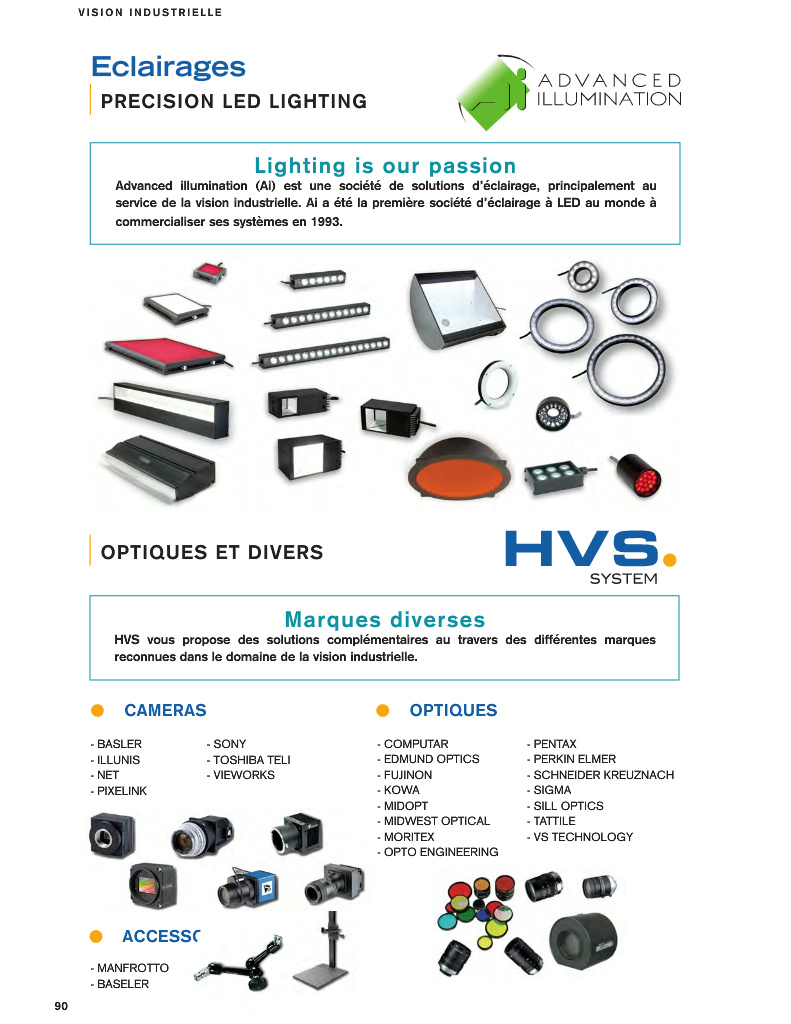 VISION INDUSTRIELLE
Eclairages
PRECISION LED LIGHTING
ADVANCED
ILLUMINATION
Lighting is our passion
Advanced illumination (Ai) est une société de solutions d'éclairage, principalement au
service de la vision industrielle. Ai a été la première société d'éclairage à LED au monde à
commercialiser ses systèmes en 1993.
OPTIQUES ET DIVERS
HVS.
SYSTEM
Marques diverses
HVS vous propose des solutions complémentaires au travers des différentes marques
reconnues dans le domaine de la vision industrielle.
CAMERAS
- BASLER
- ILLUNIS
- NET
- PIXELINK
- SONY
- TOSHIBA TELI
- VIEWORKS
OPTIQUES
- COMPUTAR
- EDMUND OPTICS
- FUJINON
- KOWA
- MIDOPT
- MIDWEST OPTICAL
- MORITEX
- OPTO ENGINEERING
- PENTAX
- PERKIN ELMER
- SCHNEIDER KREUZNACH
- SIGMA
- SILL OPTICS
- TATTILE
- VS TECHNOLOGY
ACCESSC
- MANFROTTO
- BASELER
90